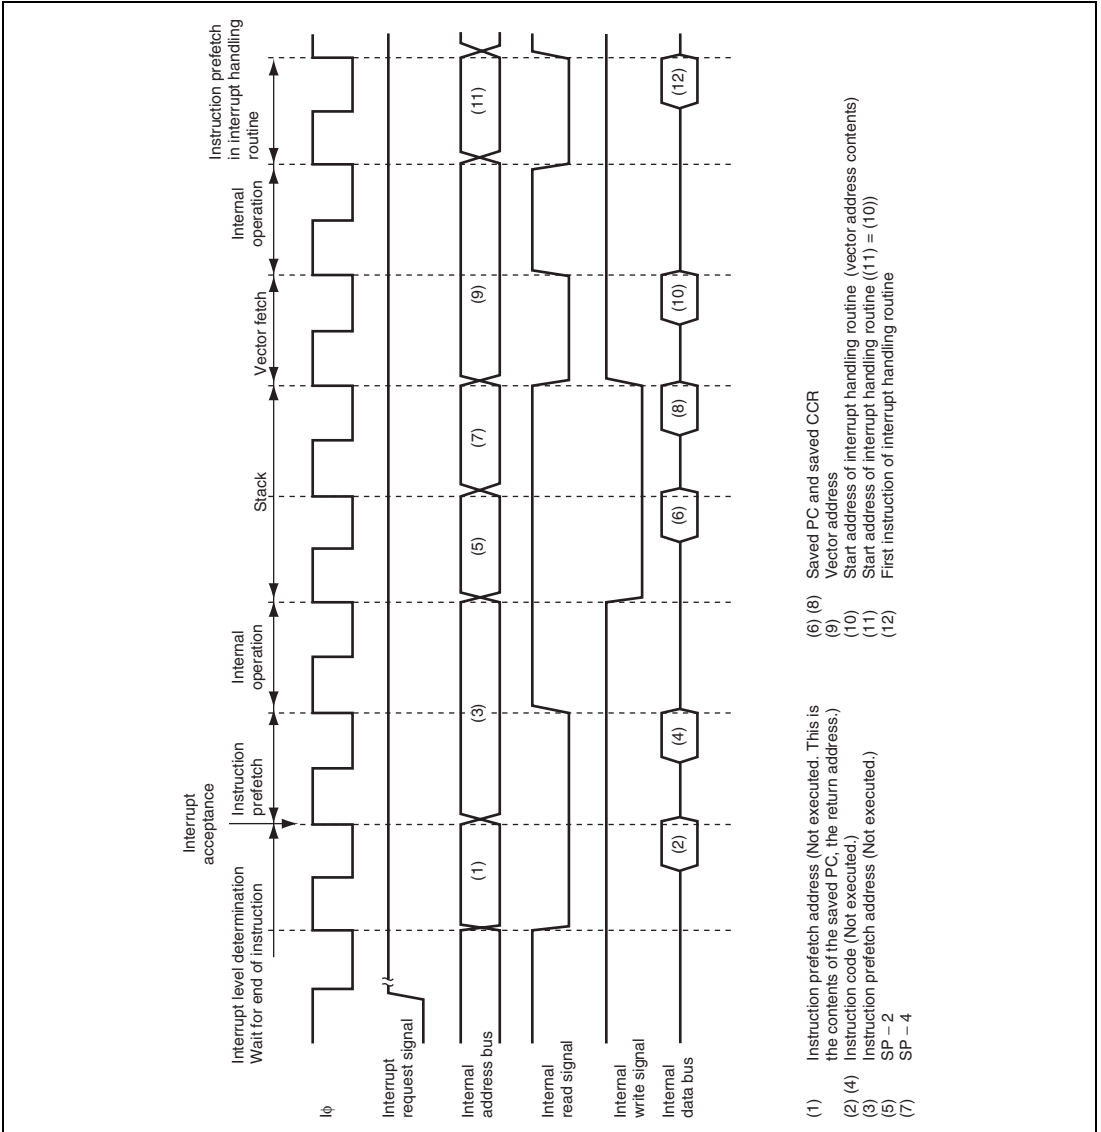 Interrupt
acceptance
Interrupt level determination
Wait for end of instruction
Instruction
prefetch
Internal
operation
Stack
Vector fetch
Internal
operation
Instruction prefetch
in interrupt handling
routine
Iϕ
Interrupt
request signal
Internal
address bus
(1)
(3)
(5)
(7)
(9)
(11)
Internal
read signal
Internal
write signal
Internal
data bus
(2)
(4)
(6)
(8)
(10)
(12)
(1) Instruction prefetch address (Not executed. This is
the contents of the saved PC, the return address.)
(2) (4) Instruction code (Not executed.)
(3) Instruction prefetch address (Not executed.)
(5) SP – 2
(7) SP – 4
(6) (8) Saved PC and saved CCR
(9) Vector address
(10) Start address of interrupt handling routine (vector address contents)
(11) Start address of interrupt handling routine ((11) = (10))
(12) First instruction of interrupt handling routine